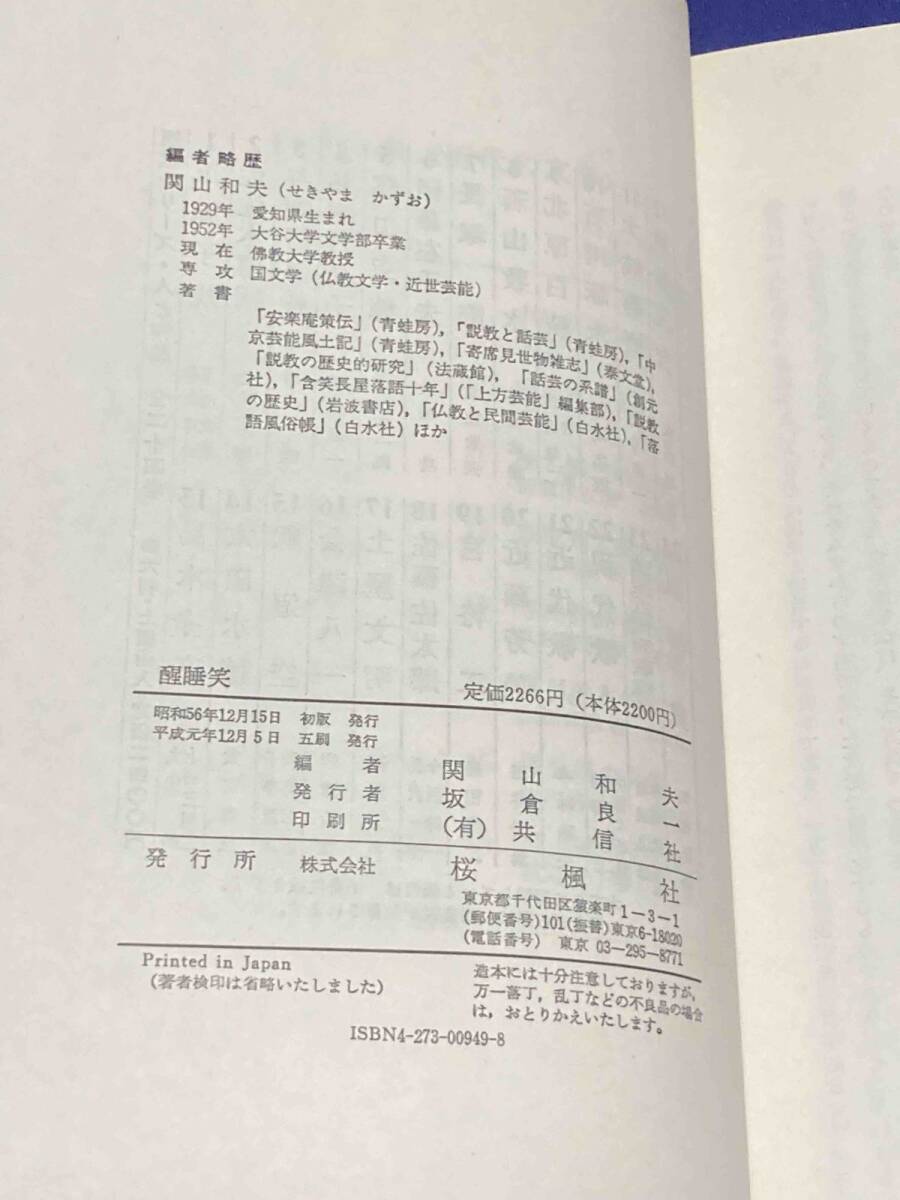 編者略歴
関山和夫（せきやま　かずお）
1929年　愛知県生まれ
1952年　大谷大学文学部卒業
現　在　佛教大学教授
専　攻　国文学（仏教文学・近世芸能）
著　書
「安楽庵策伝」（青蛙房），「説教と話芸」（青蛙房），「中
京芸能風土記」（青蛙房），「寄席見世物雑志」（泰文堂），
「説教の歴史的研究」（法蔵館），「話芸の系譜」（創元
社），「含笑長屋落語十年」（「上方芸能」編集部），「説教
の歴史」（岩波書店），「仏教と民間芸能」（白水社），「落
語風俗帳」（白水社）ほか
醒睡笑　定価2266円（本体2200円）
昭和56年12月15日　初版　発行
平成元年12月５日　五刷　発行
編　者　関山和夫
発行者　坂倉良一
印刷所　（有）共信社
発行所　株式会社　桜楓社
東京都千代田区猿楽町１－３－１
（郵便番号）101（振替）東京6-18020
（電話番号）東京 03-295-8771
Printed in Japan
（著者検印は省略いたしました）
造本には十分注意しておりますが，
万一落丁，乱丁などの不良品の場合
は，おとりかえいたします。
ISBN4-273-00949-8